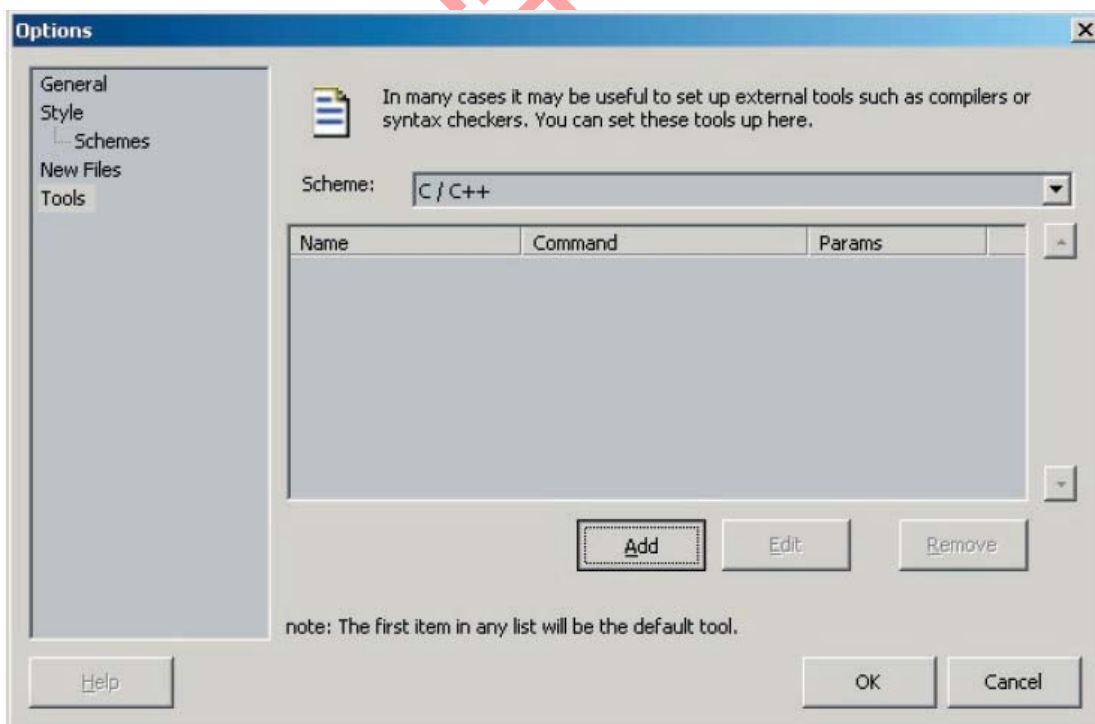 Options
General
Style
Schemes
New Files
Tools
In many cases it may be useful to set up external tools such as compilers or
syntax checkers. You can set these tools up here.
Scheme:
C / C++
Name Command Params
Add Edit Remove
note: The first item in any list will be the default tool.
Help OK Cancel